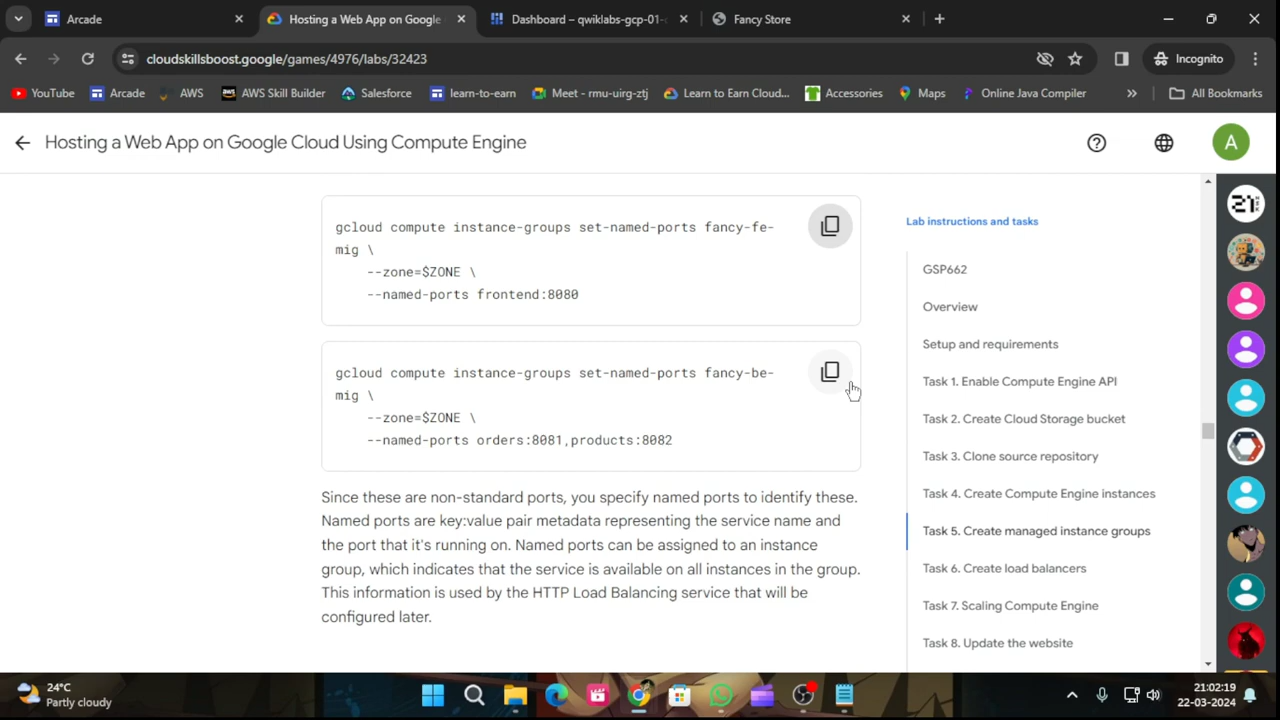 Arcade
Hosting a Web App on Google
Dashboard – qwiklabs-gcp-01-
Fancy Store
cloudskillsboost.google/games/4976/labs/32423
Incognito
YouTube
Arcade
AWS
AWS Skill Builder
Salesforce
learn-to-earn
Meet - rmu-uirg-ztj
Learn to Earn Cloud...
Accessories
Maps
Online Java Compiler
All Bookmarks
Hosting a Web App on Google Cloud Using Compute Engine
A
gcloud compute instance-groups set-named-ports fancy-fe-
mig \
--zone=$ZONE \
--named-ports frontend:8080
gcloud compute instance-groups set-named-ports fancy-be-
mig \
--zone=$ZONE \
--named-ports orders:8081,products:8082
Since these are non-standard ports, you specify named ports to identify these.
Named ports are key:value pair metadata representing the service name and
the port that it's running on. Named ports can be assigned to an instance
group, which indicates that the service is available on all instances in the group.
This information is used by the HTTP Load Balancing service that will be
configured later.
Lab instructions and tasks
GSP662
Overview
Setup and requirements
Task 1. Enable Compute Engine API
Task 2. Create Cloud Storage bucket
Task 3. Clone source repository
Task 4. Create Compute Engine instances
Task 5. Create managed instance groups
Task 6. Create load balancers
Task 7. Scaling Compute Engine
Task 8. Update the website
24°C
Partly cloudy
21:02:19
22-03-2024